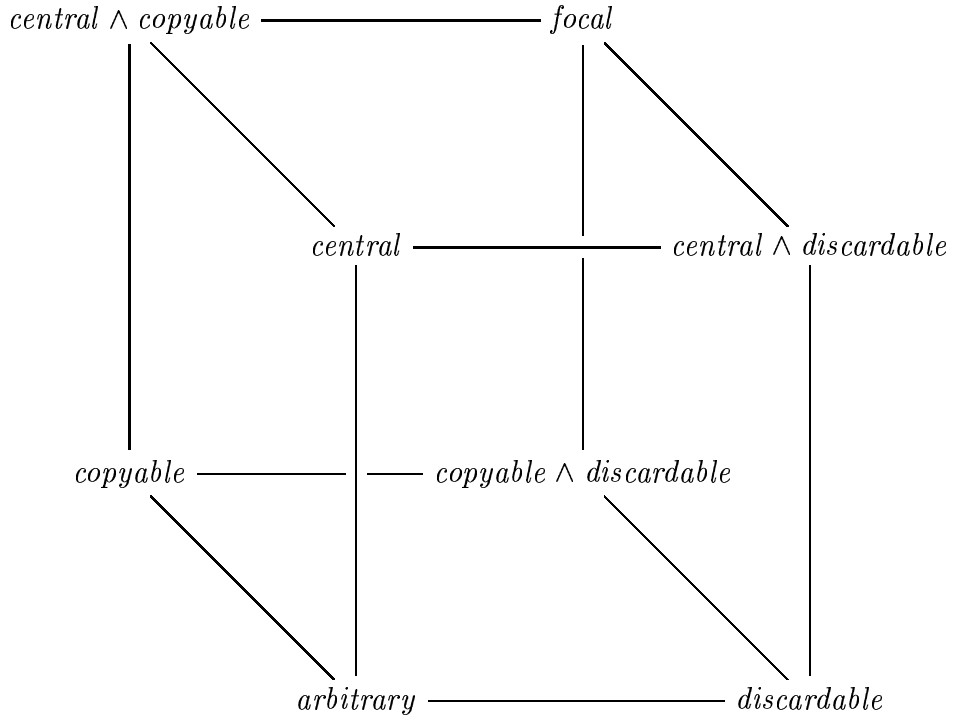 central ∧ copyable focal
central central ∧ discardable
copyable copyable ∧ discardable
arbitrary discardable